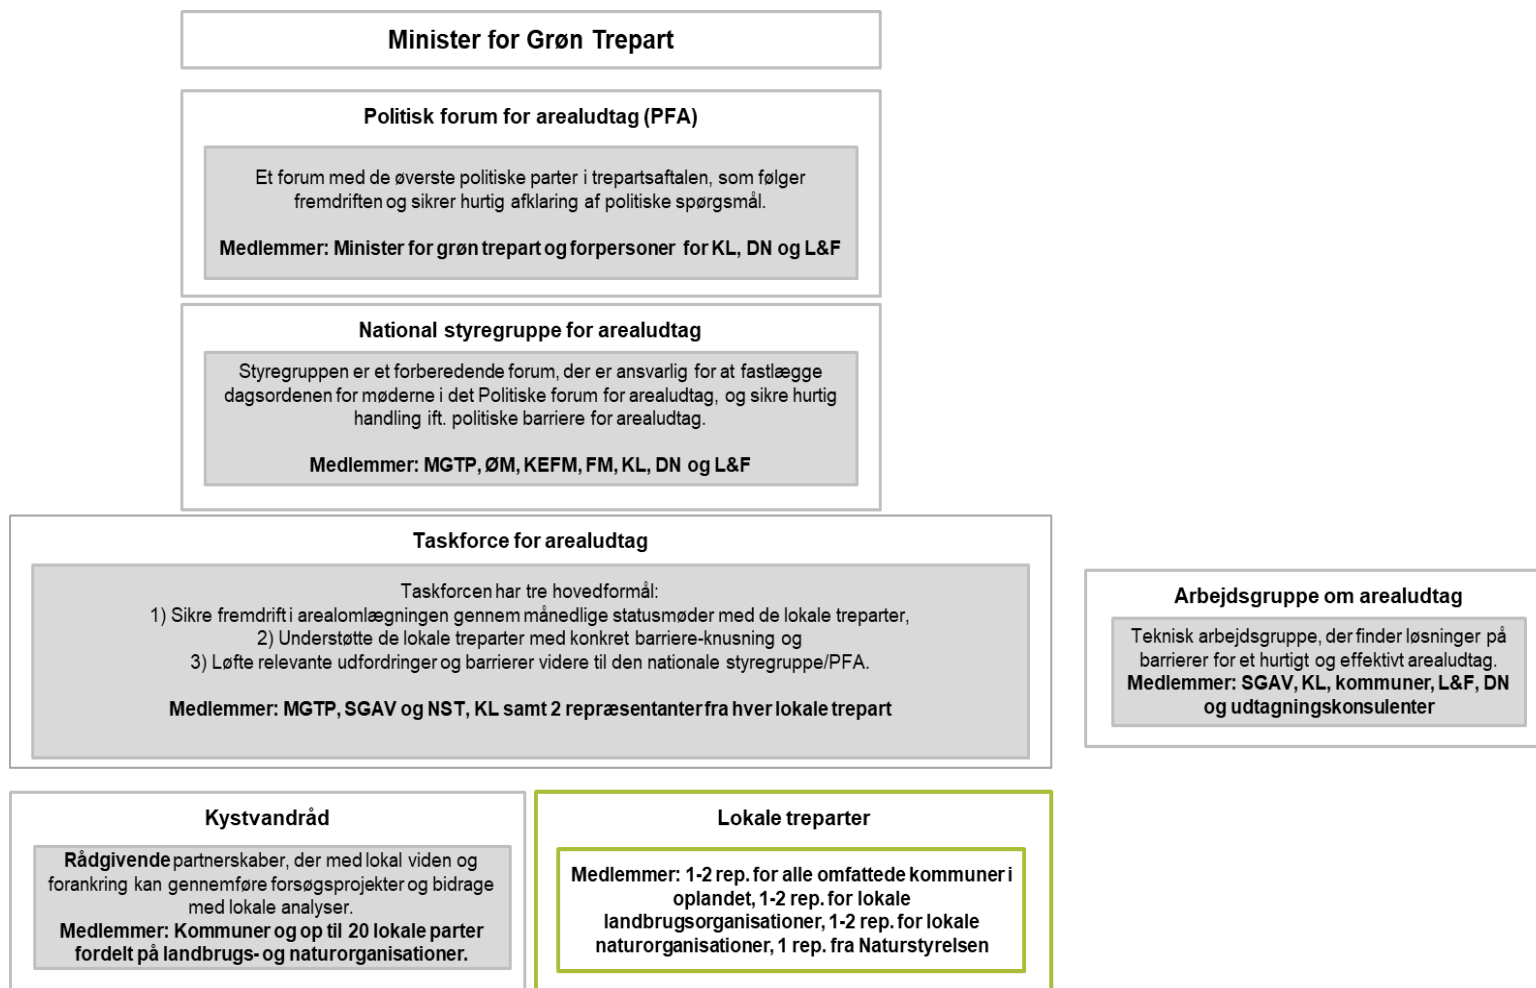 Minister for Grøn Trepart
Politisk forum for arealudtag (PFA)
Et forum med de øverste politiske parter i trepartsaftalen, som følger
fremdriften og sikrer hurtig afklaring af politiske spørgsmål.
Medlemmer: Minister for grøn trepart og forpersoner for KL, DN og L&F
National styregruppe for arealudtag
Styregruppen er et forberedende forum, der er ansvarlig for at fastlægge
dagsordenen for møderne i det Politiske forum for arealudtag, og sikre hurtig
handling ift. politiske barriere for arealudtag.
Medlemmer: MGTP, ØM, KEFM, FM, KL, DN og L&F
Taskforce for arealudtag
Taskforcen har tre hovedformål:
1) Sikre fremdrift i arealomlægningen gennem månedlige statusmøder med de lokale treparter,
2) Understøtte de lokale treparter med konkret barriere-knusning og
3) Løfte relevante udfordringer og barrierer videre til den nationale styregruppe/PFA.
Medlemmer: MGTP, SGAV og NST, KL samt 2 repræsentanter fra hver lokale trepart
Arbejdsgruppe om arealudtag
Teknisk arbejdsgruppe, der finder løsninger på
barrierer for et hurtigt og effektivt arealudtag.
Medlemmer: SGAV, KL, kommuner, L&F, DN
og udtagningskonsulenter
Kystvandråd
Rådgivende partnerskaber, der med lokal viden og
forankring kan gennemføre forsøgsprojekter og bidrage
med lokale analyser.
Medlemmer: Kommuner og op til 20 lokale parter
fordelt på landbrugs- og naturorganisationer.
Lokale treparter
Medlemmer: 1-2 rep. for alle omfattede kommuner i
oplandet, 1-2 rep. for lokale
landbrugsorganisationer, 1-2 rep. for lokale
naturorganisationer, 1 rep. fra Naturstyrelsen